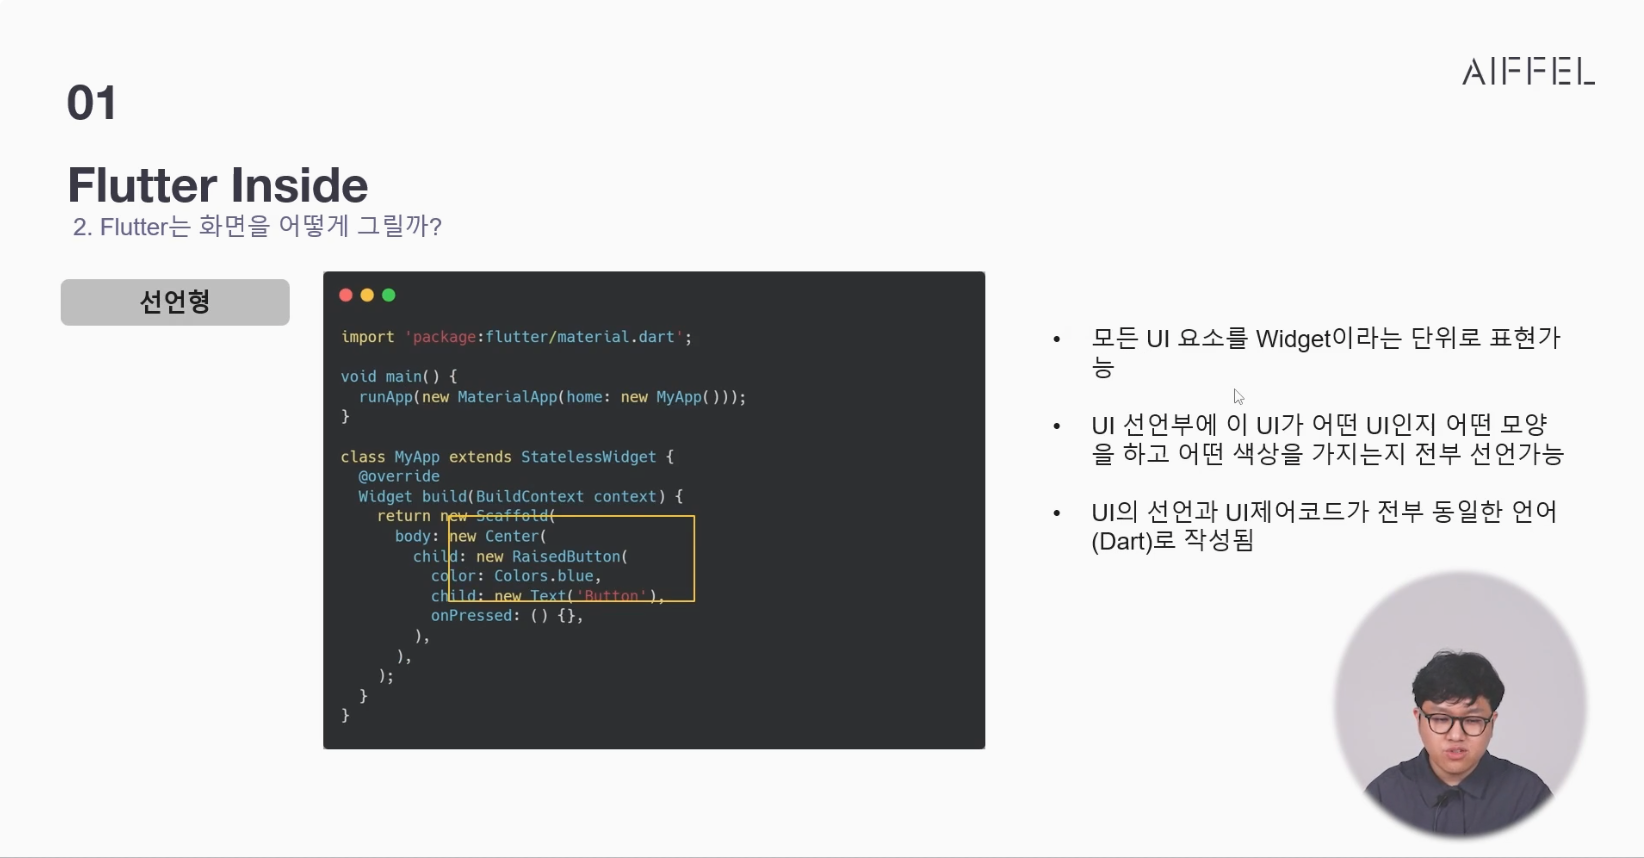 AIFFEL
01
Flutter Inside
2. Flutter는 화면을 어떻게 그릴까?
선언형
import 'package:flutter/material.dart';
void main() {
  runApp(new MaterialApp(home: new MyApp()));
}
class MyApp extends StatelessWidget {
  @override
  Widget build(BuildContext context) {
    return new Scaffold(
      body: new Center(
        child: new RaisedButton(
          color: Colors.blue,
          child: new Text('Button'),
          onPressed: () {},
        ),
      ),
    );
  }
}
• 모든 UI 요소를 Widget이라는 단위로 표현가
능
• UI 선언부에 이 UI가 어떤 UI인지 어떤 모양
을 하고 어떤 색상을 가지는지 전부 선언가능
• UI의 선언과 UI제어코드가 전부 동일한 언어
(Dart)로 작성됨